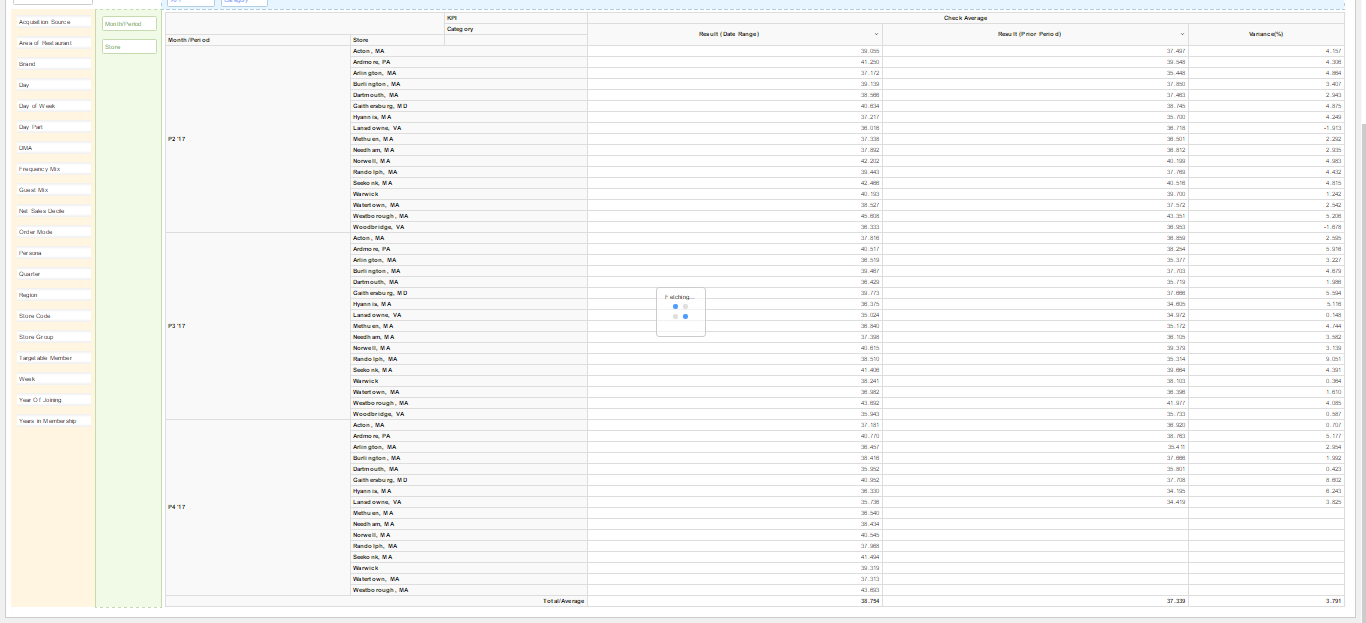 Acquisition Source
Area of Restaurant
Brand
Day
Day of Week
Day Part
DMA
Frequency Mix
Guest Mix
Net Sales Decile
Order Mode
Persona
Quarter
Region
Store Code
Store Group
Targetable Member
Week
Year Of Joining
Years in Membership
Month/Period
Store
KPI Check Average
Category Result (Date Range) Result (Prior Period) Variance(%)
Month/Period Store
P2 '17
Acton, MA 39.055 37.497 4.157
Ardmore, PA 41.250 39.548 4.306
Arlington, MA 37.172 35.448 4.864
Burlington, MA 39.139 37.850 3.407
Dartmouth, MA 38.566 37.463 2.943
Gaithersburg, MD 40.634 38.745 4.875
Hyannis, MA 37.217 35.700 4.249
Lansdowne, VA 36.016 36.718 -1.913
Methuen, MA 37.338 36.501 2.292
Needham, MA 37.892 36.812 2.935
Norwell, MA 42.202 40.199 4.983
Randolph, MA 39.443 37.769 4.432
Seekonk, MA 42.466 40.516 4.815
Warwick 40.193 39.700 1.242
Watertown, MA 38.527 37.572 2.542
Westborough, MA 45.608 43.351 5.206
Woodbridge, VA 36.333 36.953 -1.678
P3 '17
Acton, MA 37.816 36.859 2.595
Ardmore, PA 40.517 38.254 5.916
Arlington, MA 36.519 35.377 3.227
Burlington, MA 39.467 37.703 4.679
Dartmouth, MA 36.429 35.719 1.986
Gaithersburg, MD 39.773 37.666 5.594
Hyannis, MA 36.375 34.605 5.116
Lansdowne, VA 35.024 34.972 0.148
Methuen, MA 36.840 35.172 4.744
Needham, MA 37.398 36.105 3.582
Norwell, MA 40.615 39.379 3.139
Randolph, MA 38.510 35.314 9.051
Seekonk, MA 41.406 39.664 4.391
Warwick 38.241 38.103 0.364
Watertown, MA 36.982 36.396 1.610
Westborough, MA 43.692 41.977 4.085
Woodbridge, VA 35.943 35.733 0.587
P4 '17
Acton, MA 37.181 36.920 0.707
Ardmore, PA 40.770 38.763 5.177
Arlington, MA 36.457 35.411 2.954
Burlington, MA 38.416 37.666 1.992
Dartmouth, MA 35.952 35.801 0.423
Gaithersburg, MD 40.952 37.708 8.602
Hyannis, MA 36.330 34.195 6.243
Lansdowne, VA 35.736 34.419 3.825
Methuen, MA 36.540
Needham, MA 38.434
Norwell, MA 40.545
Randolph, MA 37.988
Seekonk, MA 41.494
Warwick 39.319
Watertown, MA 37.313
Westborough, MA 43.693
Total/Average 38.754 37.339 3.791
Fetching...